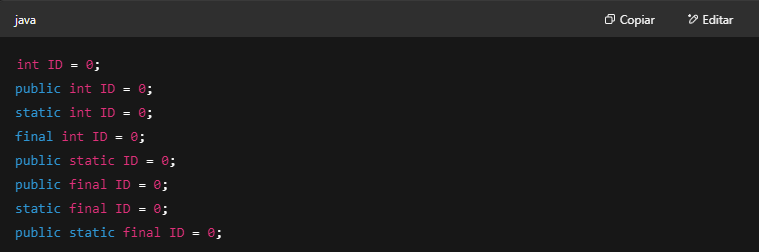 java Copiar Editar
int ID = 0;
public int ID = 0;
static int ID = 0;
final int ID = 0;
public static ID = 0;
public final ID = 0;
static final ID = 0;
public static final ID = 0;